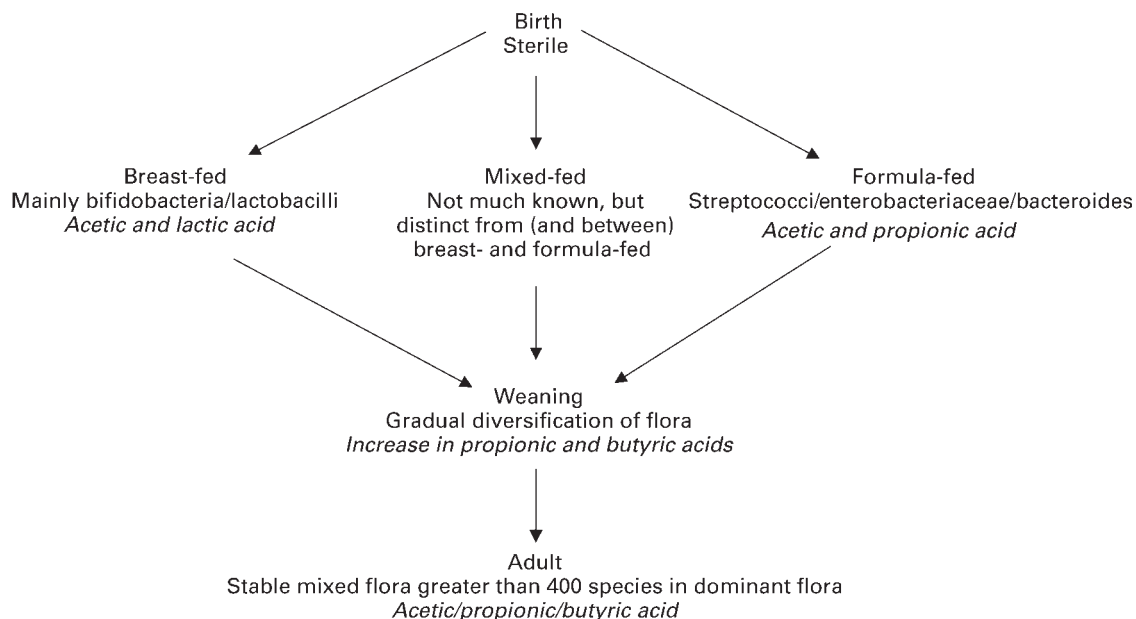 Birth
Sterile
Breast-fed
Mainly bifidobacteria/lactobacilli
Acetic and lactic acid
Mixed-fed
Not much known, but
distinct from (and between)
breast- and formula-fed
Formula-fed
Streptococci/enterobacteriaceae/bacteroides
Acetic and propionic acid
Weaning
Gradual diversification of flora
Increase in propionic and butyric acids
Adult
Stable mixed flora greater than 400 species in dominant flora
Acetic/propionic/butyric acid